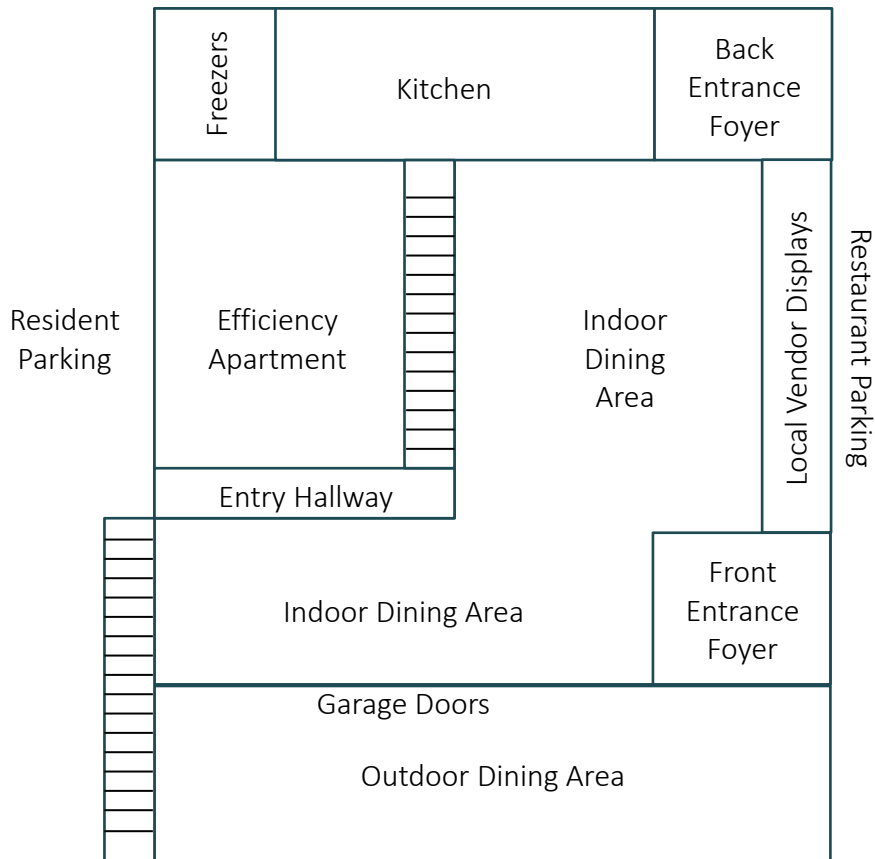 Freezers
Kitchen
Back
Entrance
Foyer
Resident
Parking
Efficiency
Apartment
Indoor
Dining
Area
Local Vendor Displays
Restaurant Parking
Entry Hallway
Indoor Dining Area
Front
Entrance
Foyer
Garage Doors
Outdoor Dining Area